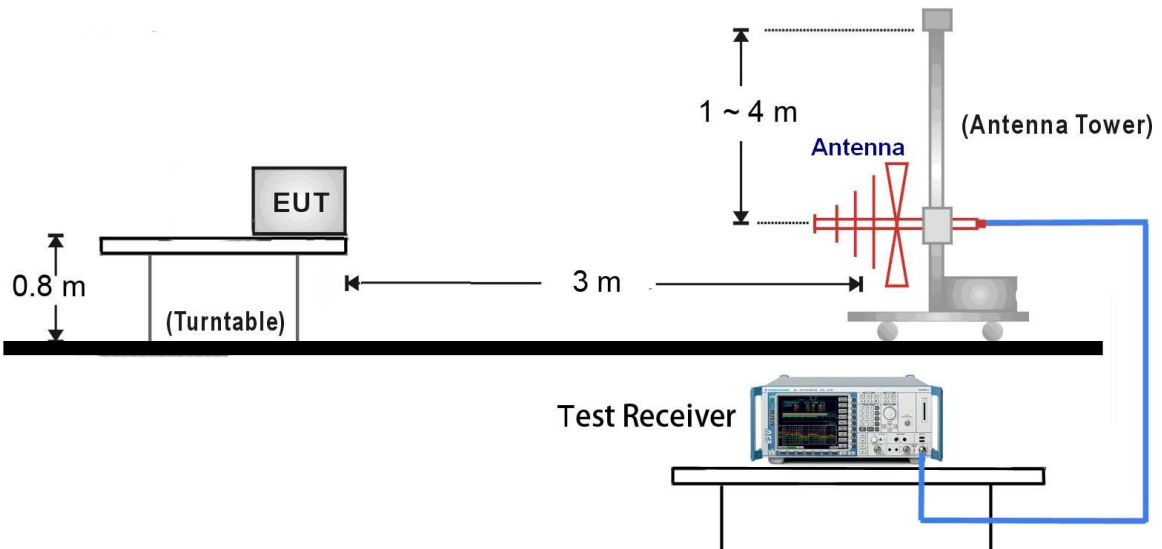 1 ~ 4 m
(Antenna Tower)
Antenna
EUT
0.8 m
3 m
(Turntable)
Test Receiver